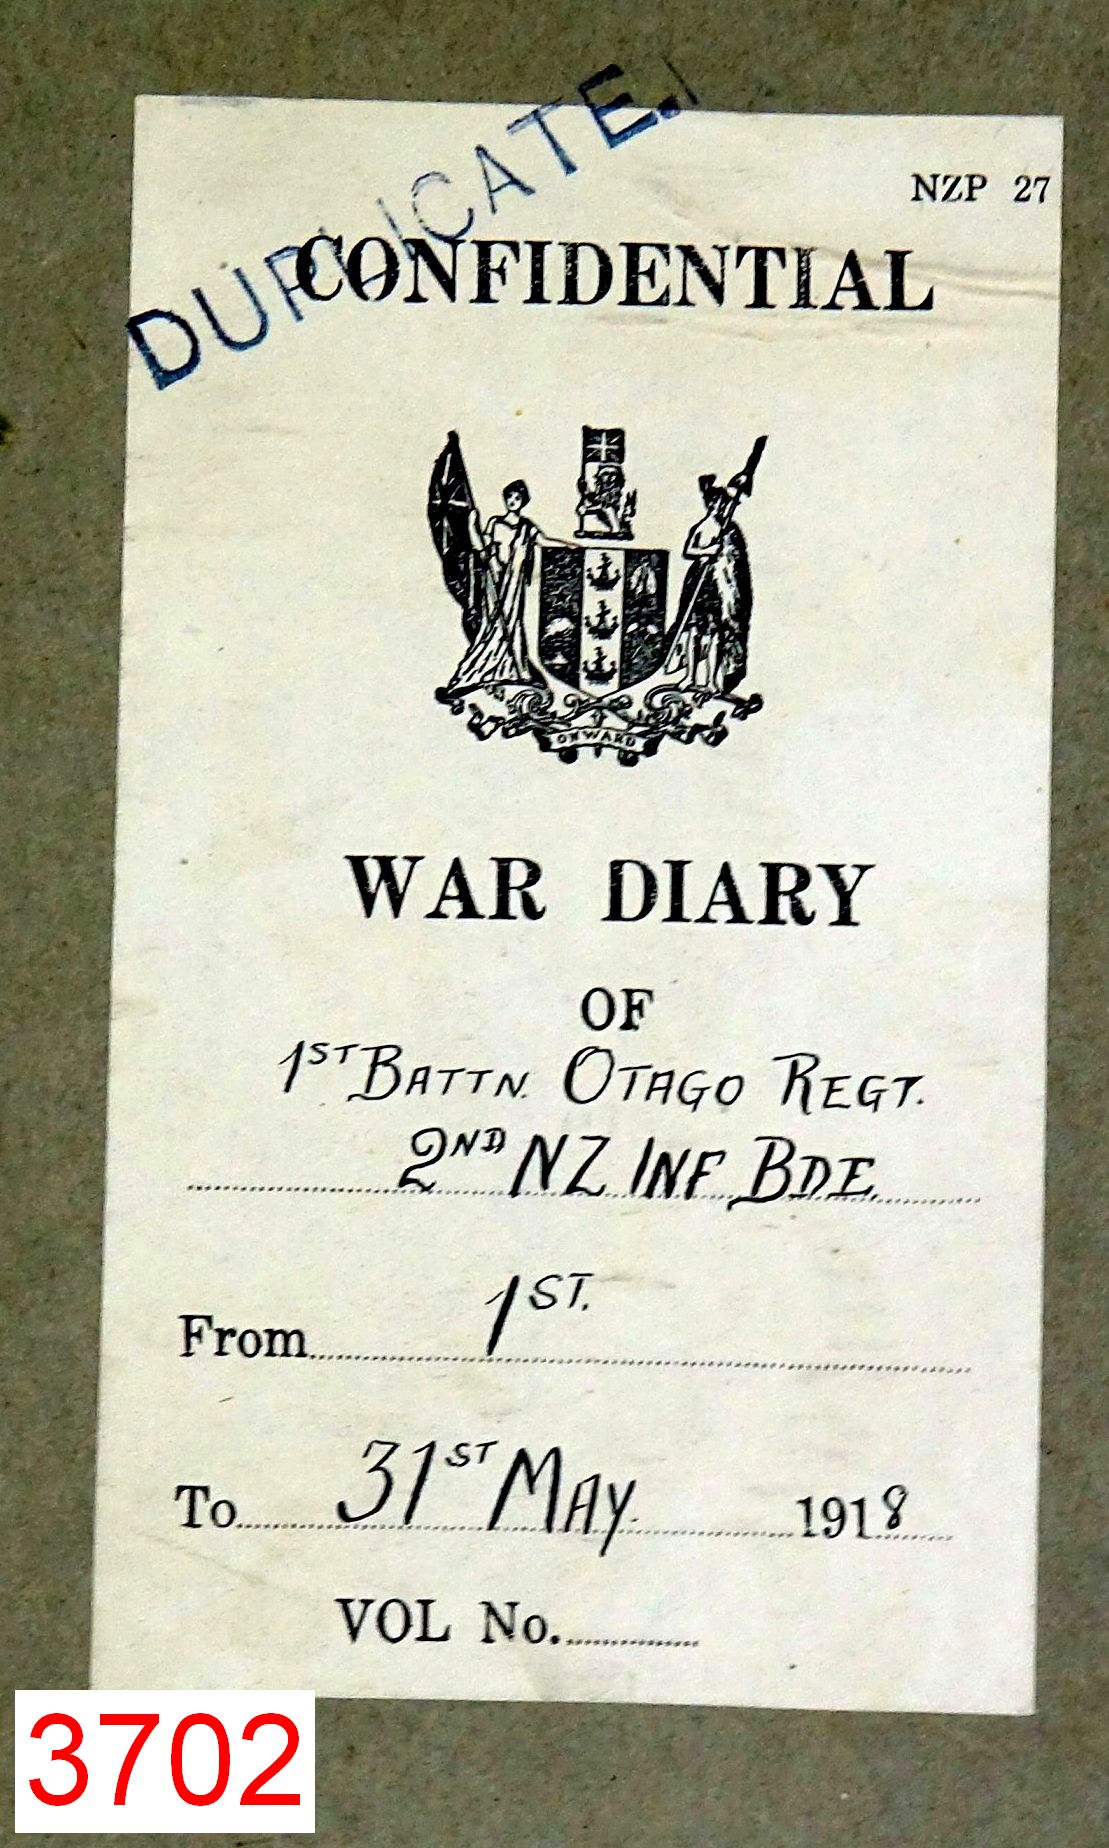 DUPLICATE.
NZP 27
CONFIDENTIAL
ONWARD
WAR DIARY
OF
1ST BATTN. OTAGO REGT.
2ND NZ INF BDE.
From 1ST.
To 31ST MAY. 1918
VOL No.
3702